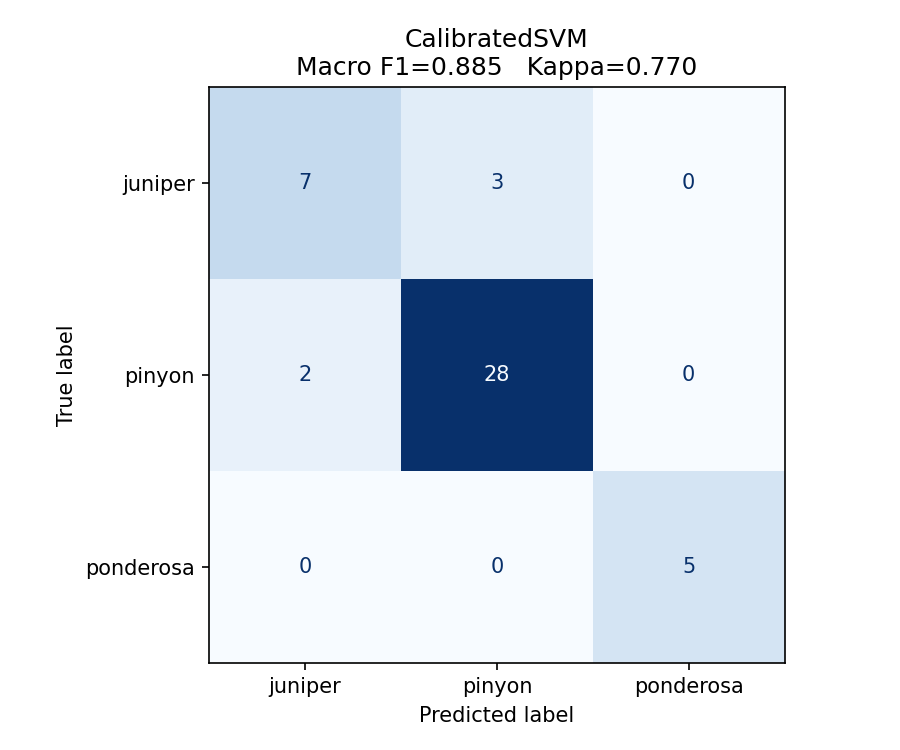 CalibratedSVM
Macro F1=0.885   Kappa=0.770
juniper
7
3
0
True label
pinyon
2
28
0
ponderosa
0
0
5
juniper
pinyon
ponderosa
Predicted label